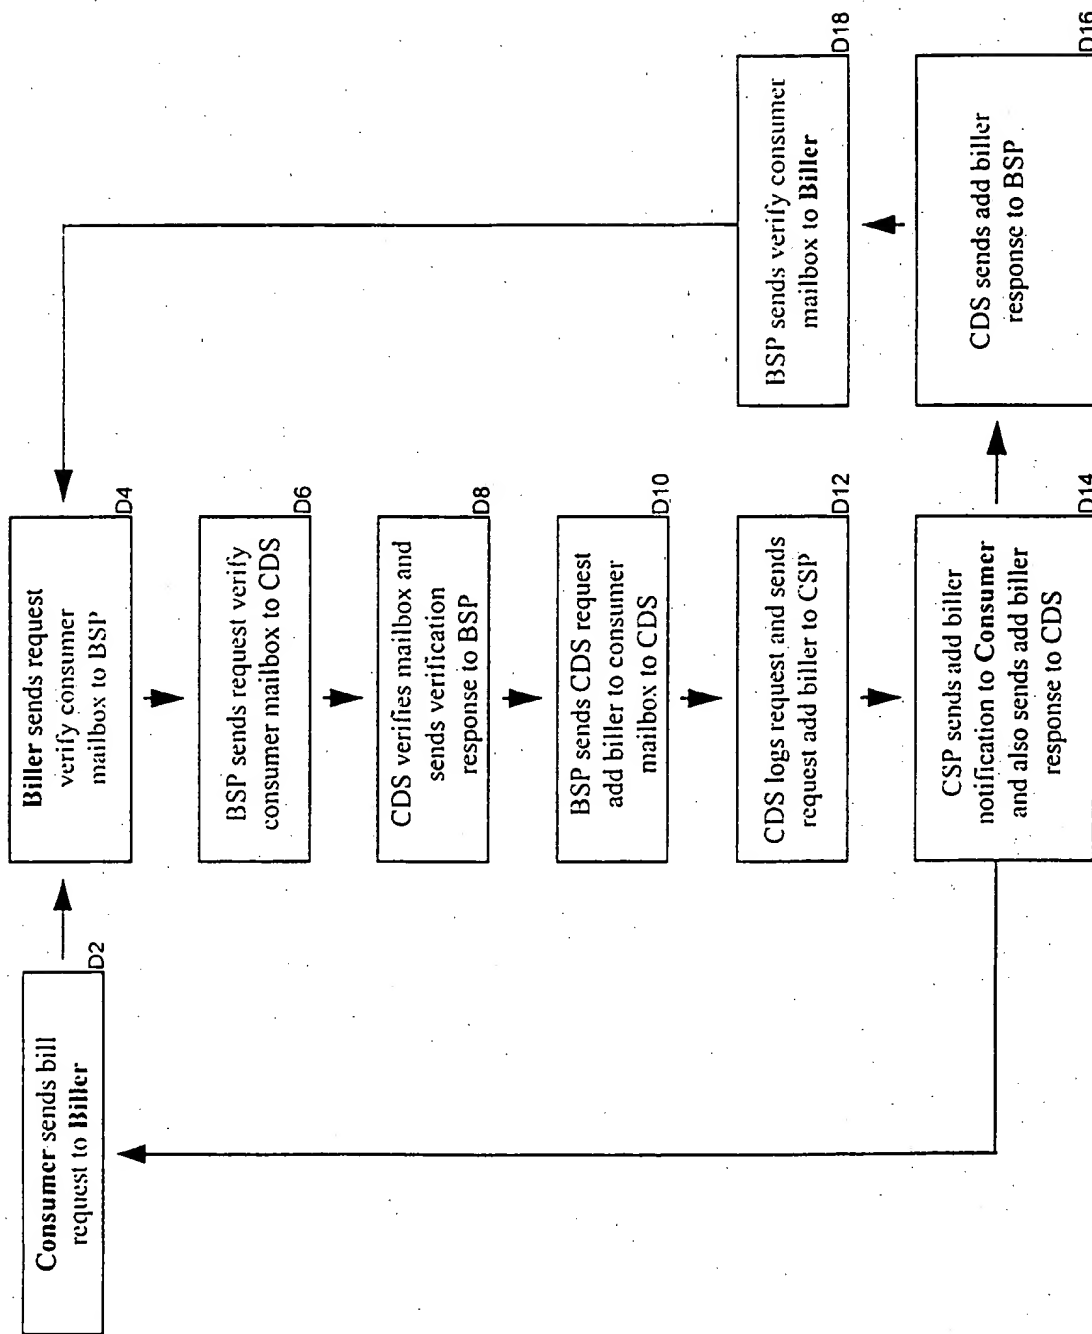 Consumer sends bill
request to Biller
D2
Biller sends request
verify consumer
mailbox to BSP
D4
BSP sends request verify
consumer mailbox to CDS
D6
CDS verifies mailbox and
sends verification
response to BSP
D8
BSP sends CDS request
add biller to consumer
mailbox to CDS
D10
CDS logs request and sends
request add biller to CSP
D12
CSP sends add biller
notification to Consumer
and also sends add biller
response to CDS
D14
CDS sends add biller
response to BSP
D16
BSP sends verify consumer
mailbox to Biller
D18